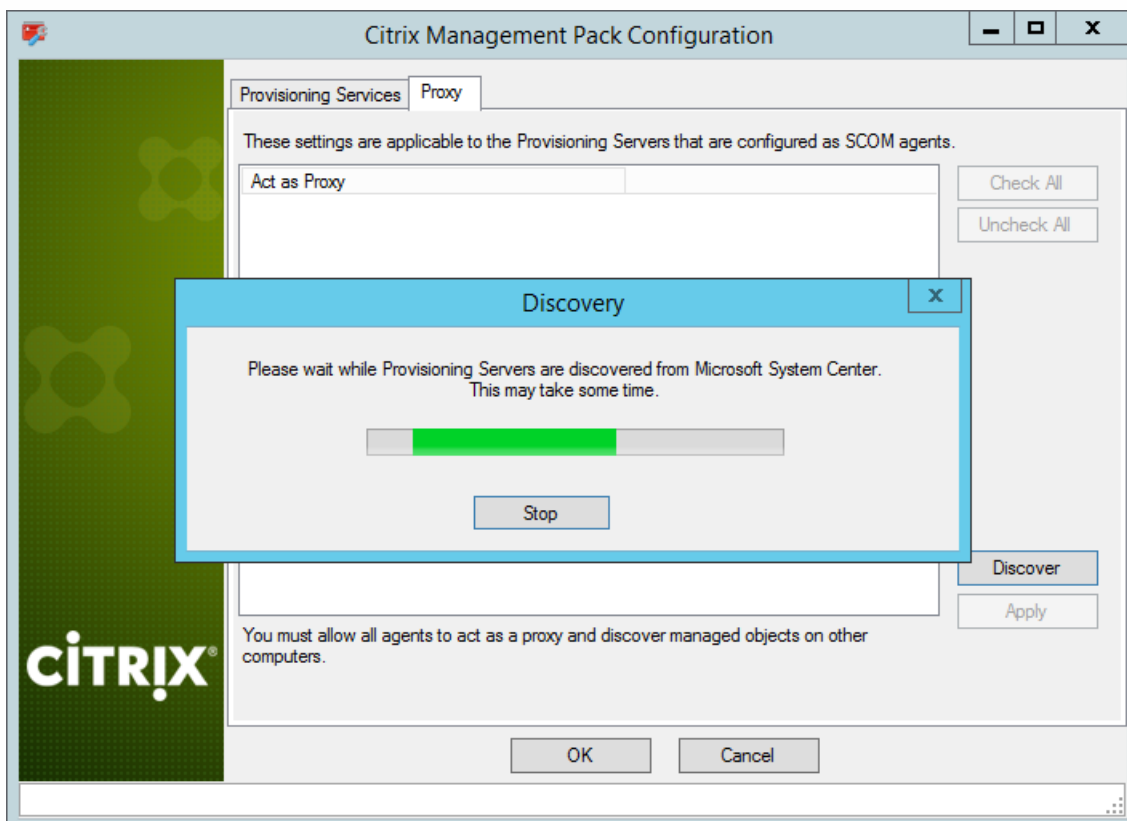 Citrix Management Pack Configuration
Provisioning Services
Proxy
These settings are applicable to the Provisioning Servers that are configured as SCOM agents.
Act as Proxy
Check All
Uncheck All
Discovery
X
Please wait while Provisioning Servers are discovered from Microsoft System Center.
This may take some time.
Stop
Discover
Apply
You must allow all agents to act as a proxy and discover managed objects on other
computers.
CİTRIX®
OK
Cancel